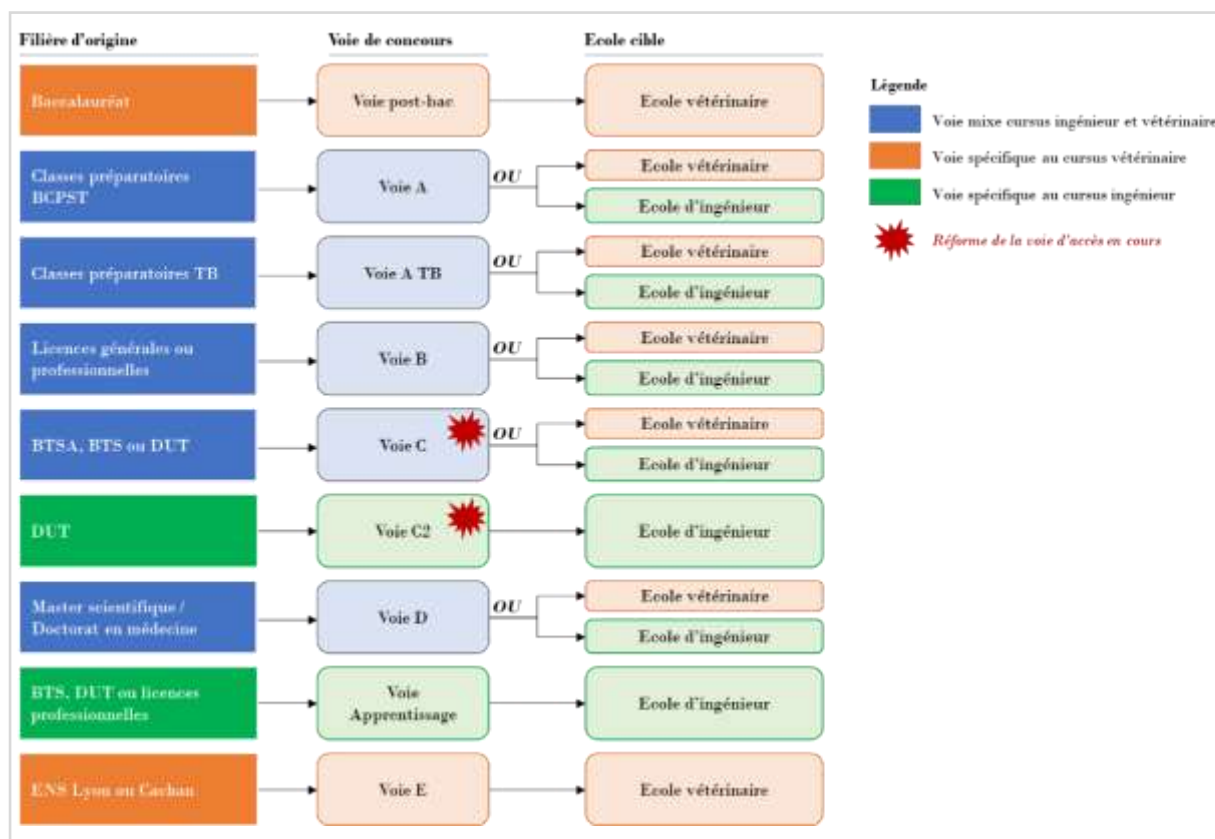 Filière d'origine
Voie de concours
Ecole cible
Baccalauréat
Voie post-bac
Ecole vétérinaire
Légende
Voie mixe cursus ingénieur et vétérinaire
Voie spécifique au cursus vétérinaire
Voie spécifique au cursus ingénieur
Réforme de la voie d'accès en cours
Classes préparatoires
BCPST
Voie A
OU
Ecole vétérinaire
Ecole d'ingénieur
Classes préparatoires TB
Voie A TB
OU
Ecole vétérinaire
Ecole d'ingénieur
Licences générales ou
professionnelles
Voie B
OU
Ecole vétérinaire
Ecole d'ingénieur
BTSA, BTS ou DUT
Voie C
OU
Ecole vétérinaire
Ecole d'ingénieur
DUT
Voie C2
Ecole d'ingénieur
Master scientifique /
Doctorat en médecine
Voie D
OU
Ecole vétérinaire
Ecole d'ingénieur
BTS, DUT ou licences
professionnelles
Voie
Apprentissage
Ecole d'ingénieur
ENS Lyon ou Cachan
Voie E
Ecole vétérinaire